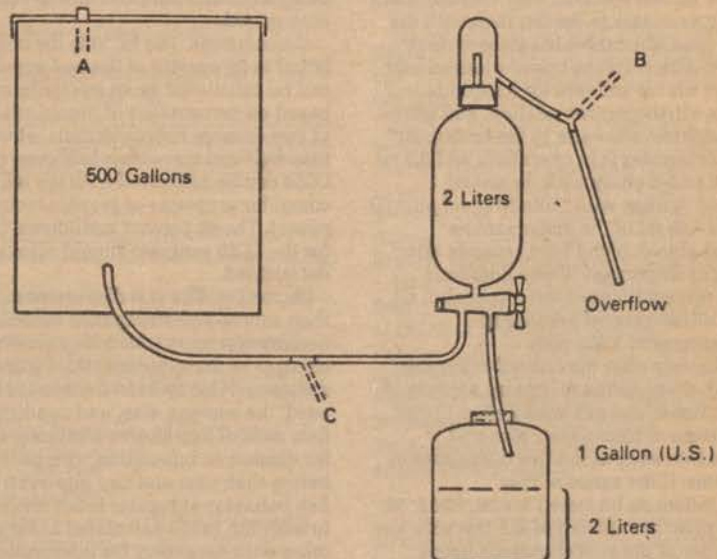 A
B
500 Gallons
2 Liters
Overflow
C
1 Gallon (U.S.)
2 Liters